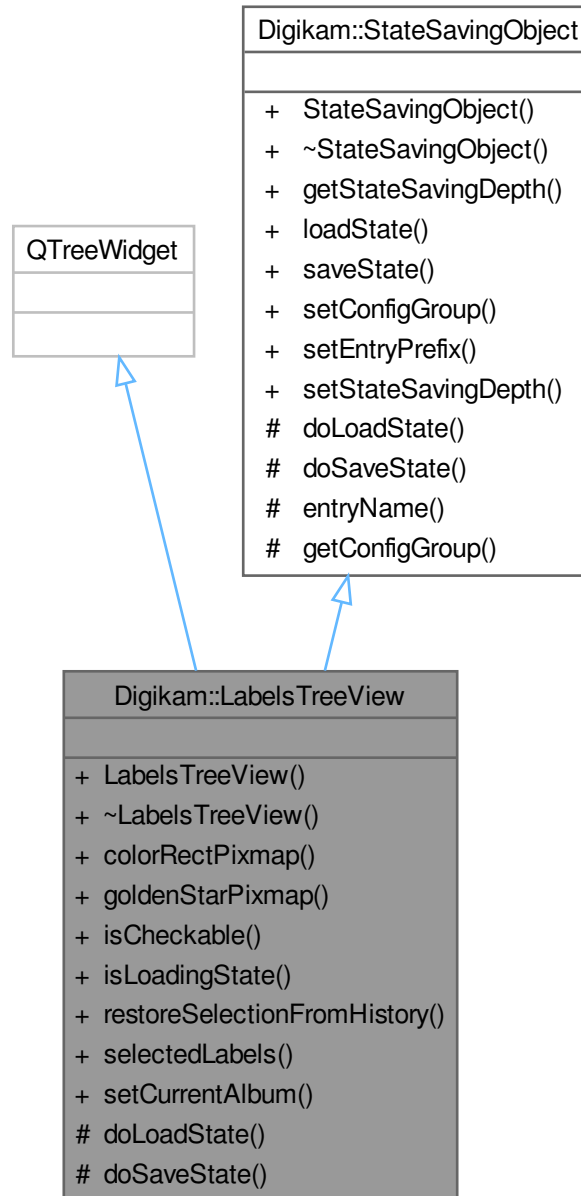 Digikam::StateSavingObject
+ StateSavingObject()
+ ~StateSavingObject()
+ getStateSavingDepth()
+ loadState()
+ saveState()
+ setConfigGroup()
+ setEntryPrefix()
+ setStateSavingDepth()
# doLoadState()
# doSaveState()
# entryName()
# getConfigGroup()
QTreeWidget
Digikam::LabelsTreeView
+ LabelsTreeView()
+ ~LabelsTreeView()
+ colorRectPixmap()
+ goldenStarPixmap()
+ isCheckable()
+ isLoadingState()
+ restoreSelectionFromHistory()
+ selectedLabels()
+ setCurrentAlbum()
# doLoadState()
# doSaveState()